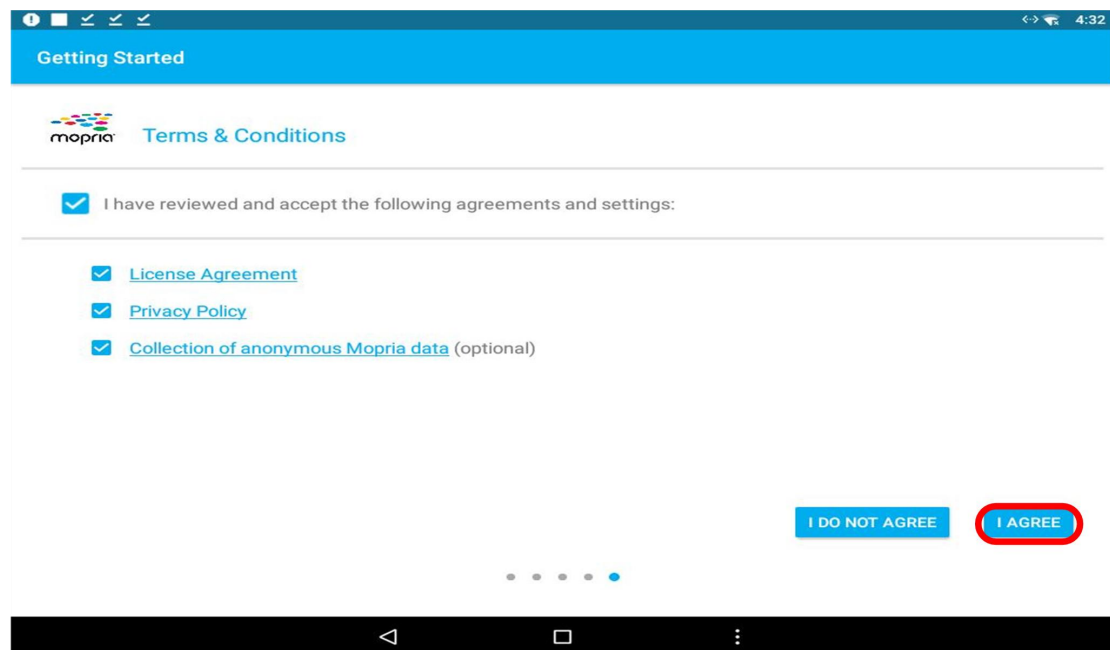 4:32
Getting Started
mopria
Terms & Conditions
I have reviewed and accept the following agreements and settings:
License Agreement
Privacy Policy
Collection of anonymous Mopria data (optional)
I DO NOT AGREE
I AGREE